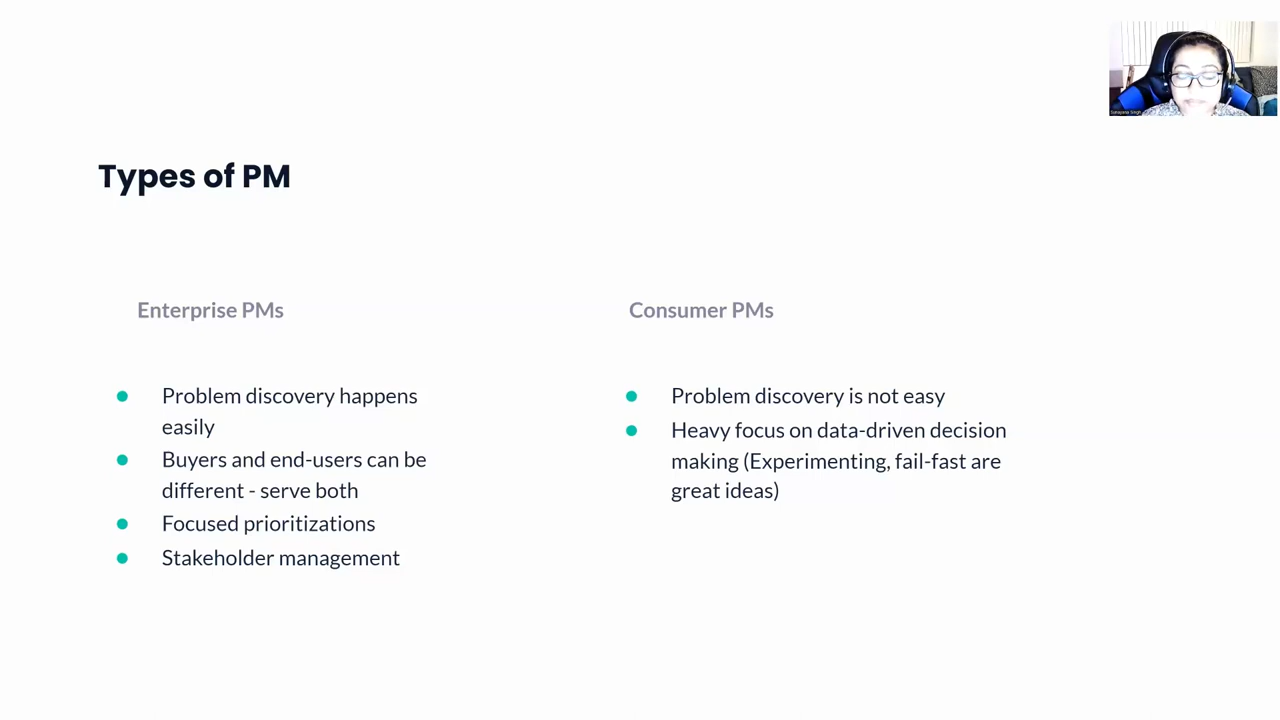 Types of PM
Enterprise PMs
Problem discovery happens
easily
Buyers and end-users can be
different - serve both
Focused prioritizations
Stakeholder management
Consumer PMs
Problem discovery is not easy
Heavy focus on data-driven decision
making (Experimenting, fail-fast are
great ideas)